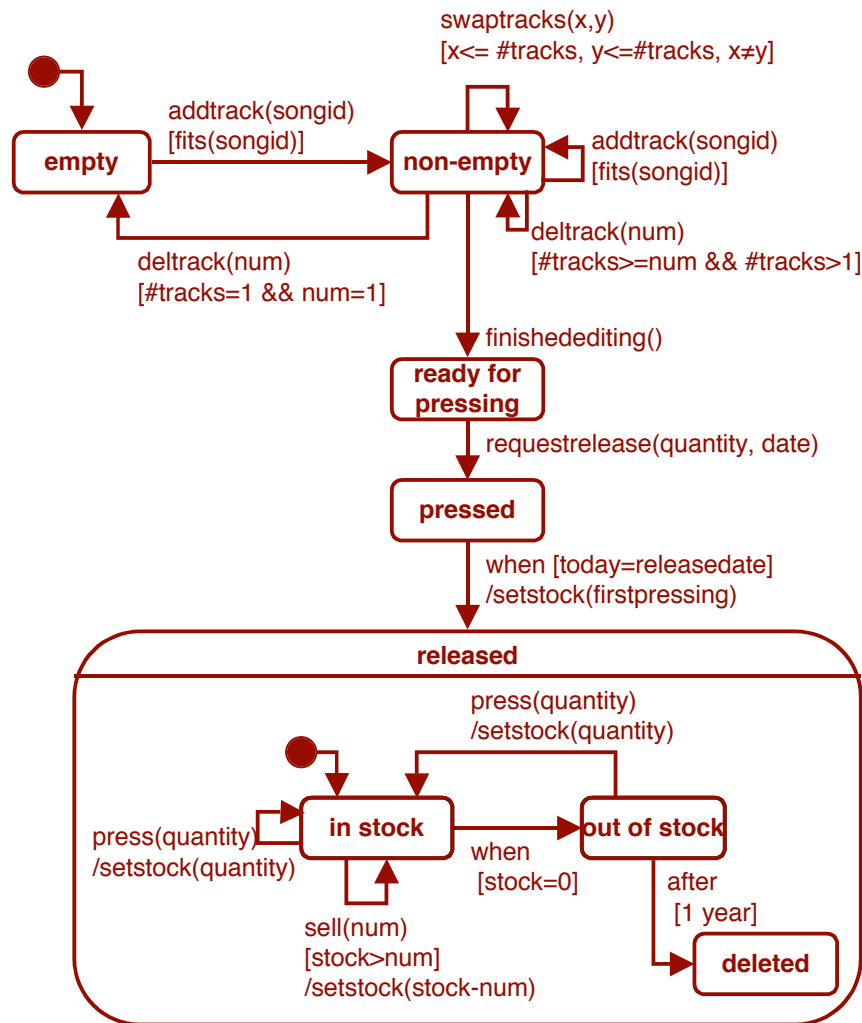 swaptracks(x,y)
[x<= #tracks, y<=#tracks, x≠y]
addtrack(songid)
[fits(songid)]
empty
non-empty
addtrack(songid)
[fits(songid)]
deltrack(num)
[#tracks=1 && num=1]
deltrack(num)
[#tracks>=num && #tracks>1]
finishedediting()
ready for
pressing
requestrelease(quantity, date)
pressed
when [today=releasedate]
/setstock(firstpressing)
released
press(quantity)
/setstock(quantity)
in stock
out of stock
press(quantity)
/setstock(quantity)
when
[stock=0]
after
[1 year]
sell(num)
[stock>num]
/setstock(stock-num)
deleted